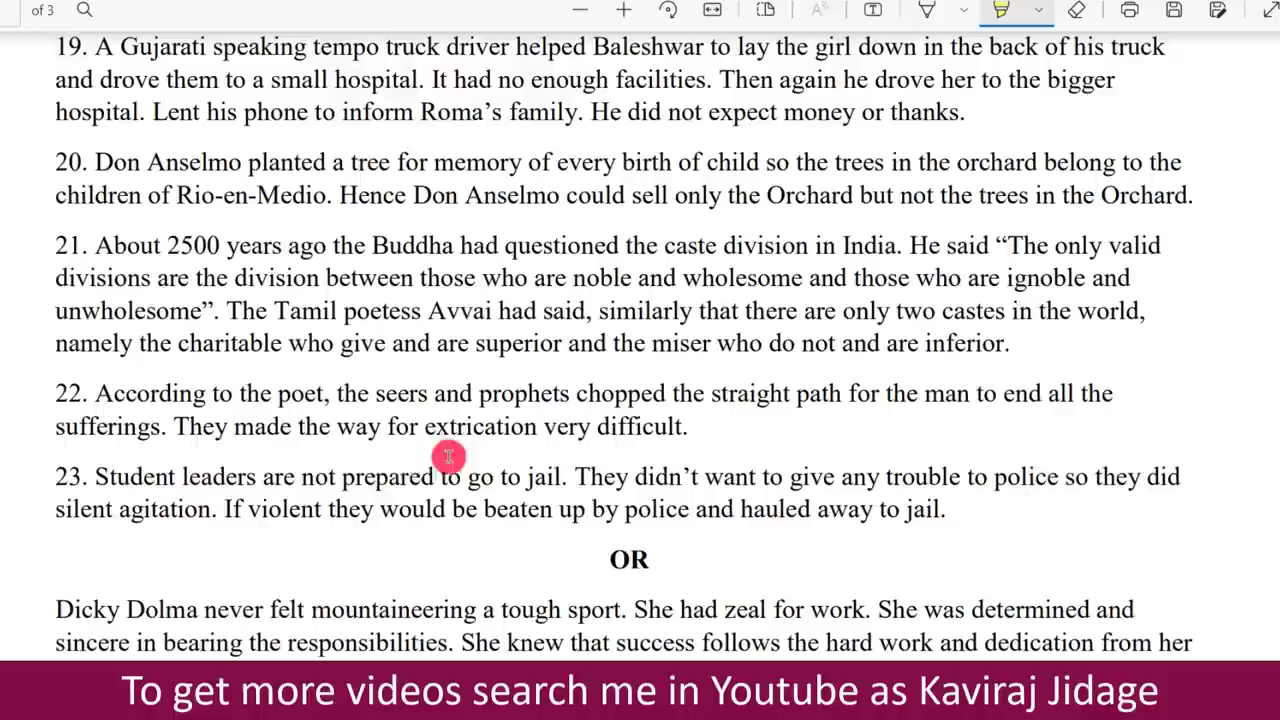 of 3
19. A Gujarati speaking tempo truck driver helped Baleshwar to lay the girl down in the back of his truck
and drove them to a small hospital. It had no enough facilities. Then again he drove her to the bigger
hospital. Lent his phone to inform Roma’s family. He did not expect money or thanks.
20. Don Anselmo planted a tree for memory of every birth of child so the trees in the orchard belong to the
children of Rio-en-Medio. Hence Don Anselmo could sell only the Orchard but not the trees in the Orchard.
21. About 2500 years ago the Buddha had questioned the caste division in India. He said “The only valid
divisions are the division between those who are noble and wholesome and those who are ignoble and
unwholesome”. The Tamil poetess Avvai had said, similarly that there are only two castes in the world,
namely the charitable who give and are superior and the miser who do not and are inferior.
22. According to the poet, the seers and prophets chopped the straight path for the man to end all the
sufferings. They made the way for extrication very difficult.
23. Student leaders are not prepared to go to jail. They didn’t want to give any trouble to police so they did
silent agitation. If violent they would be beaten up by police and hauled away to jail.
OR
Dicky Dolma never felt mountaineering a tough sport. She had zeal for work. She was determined and
sincere in bearing the responsibilities. She knew that success follows the hard work and dedication from her
To get more videos search me in Youtube as Kaviraj Jidage